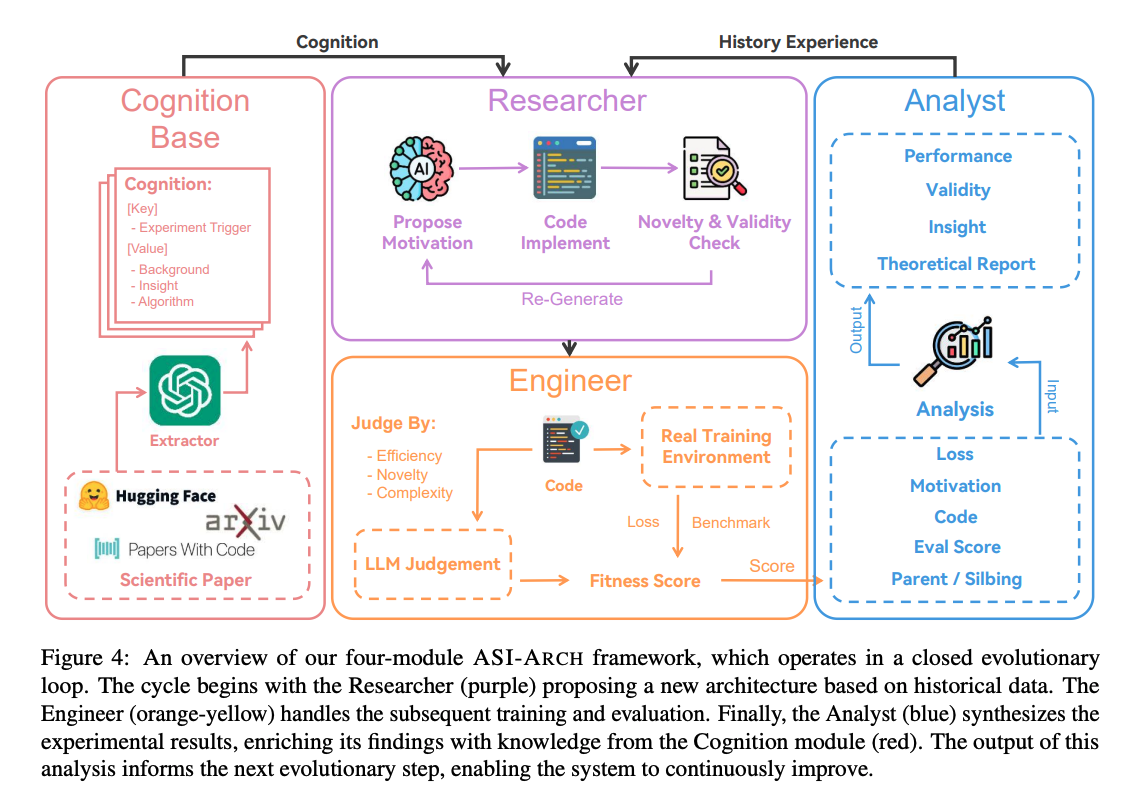 Cognition
History Experience
Cognition
Base
Cognition:
[Key]
- Experiment Trigger
[Value]
- Background
- Insight
- Algorithm
Extractor
Hugging Face
arXiv
Papers With Code
Scientific Paper
Researcher
AI
Propose
Motivation
Code
Implement
Novelty & Validity
Check
Re-Generate
Engineer
Judge By:
- Efficiency
- Novelty
- Complexity
Code
Real Training
Environment
Loss
Benchmark
LLM Judgement
Fitness Score
Score
Analyst
Performance
Validity
Insight
Theoretical Report
Output
Analysis
Input
Loss
Motivation
Code
Eval Score
Parent / Silbing
Figure 4: An overview of our four-module ASI-ARCH framework, which operates in a closed evolutionary
loop. The cycle begins with the Researcher (purple) proposing a new architecture based on historical data. The
Engineer (orange-yellow) handles the subsequent training and evaluation. Finally, the Analyst (blue) synthesizes the
experimental results, enriching its findings with knowledge from the Cognition module (red). The output of this
analysis informs the next evolutionary step, enabling the system to continuously improve.